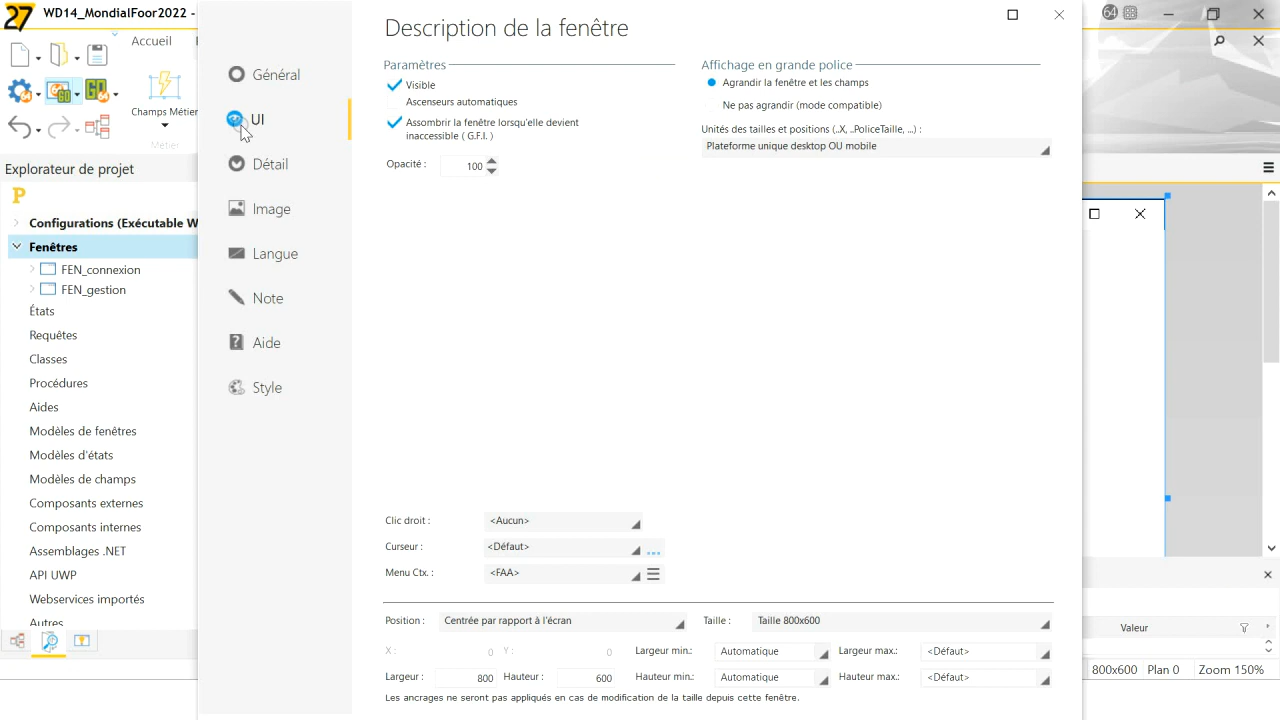 27 WD14_MondialFoor2022 -
64
Accueil
GO
GO
64
Champs Métier
Métier
Explorateur de projet
Configurations (Exécutable W
Fenêtres
FEN_connexion
FEN_gestion
États
Requêtes
Classes
Procédures
Aides
Modèles de fenêtres
Modèles d'états
Modèles de champs
Composants externes
Composants internes
Assemblages .NET
API UWP
Webservices importés
Autres
Général
UI
Détail
Image
Langue
Note
Aide
Style
Description de la fenêtre
Paramètres
Visible
Ascenseurs automatiques
Assombrir la fenêtre lorsqu'elle devient
inaccessible ( G.F.I. )
Opacité : 100
Affichage en grande police
Agrandir la fenêtre et les champs
Ne pas agrandir (mode compatible)
Unités des tailles et positions (..X, ..PoliceTaille, ...) :
Plateforme unique desktop OU mobile
Clic droit : <Aucun>
Curseur : <Défaut> ...
Menu Ctx. : <FAA>
Position : Centrée par rapport à l'écran Taille : Taille 800x600
X : 0 Y : 0 Largeur min.: Automatique Largeur max.: <Défaut>
Largeur : 800 Hauteur : 600 Hauteur min.: Automatique Hauteur max.: <Défaut>
Les ancrages ne seront pas appliqués en cas de modification de la taille depuis cette fenêtre.
Valeur
800x600 Plan 0 Zoom 150%